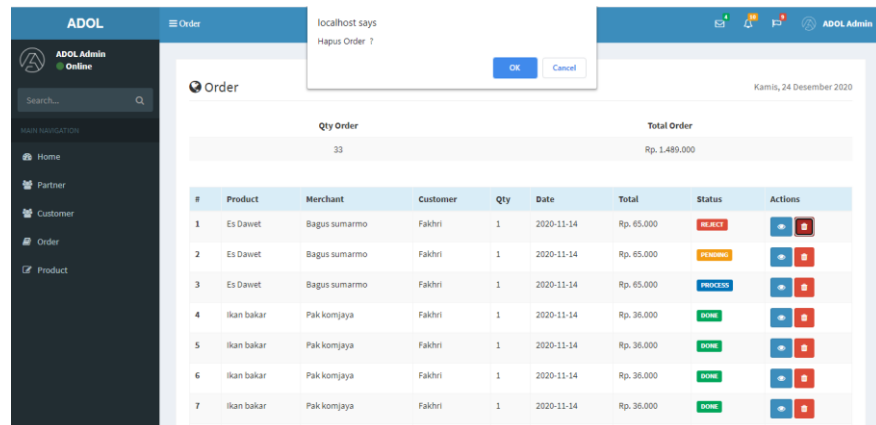 ADOL
Order
localhost says
Hapus Order ?
OK
Cancel
4
10
9
ADOL Admin
ADOL Admin
Online
Search...
MAIN NAVIGATION
Home
Partner
Customer
Order
Product
Order
Kamis, 24 Desember 2020
Qty Order Total Order
33 Rp. 1.489.000
# Product Merchant Customer Qty Date Total Status Actions
1 Es Dawet Bagus sumarmo Fakhri 1 2020-11-14 Rp. 65.000 REJECT
2 Es Dawet Bagus sumarmo Fakhri 1 2020-11-14 Rp. 65.000 PENDING
3 Es Dawet Bagus sumarmo Fakhri 1 2020-11-14 Rp. 65.000 PROCESS
4 Ikan bakar Pak komjaya Fakhri 1 2020-11-14 Rp. 36.000 DONE
5 Ikan bakar Pak komjaya Fakhri 1 2020-11-14 Rp. 36.000 DONE
6 Ikan bakar Pak komjaya Fakhri 1 2020-11-14 Rp. 36.000 DONE
7 Ikan bakar Pak komjaya Fakhri 1 2020-11-14 Rp. 36.000 DONE